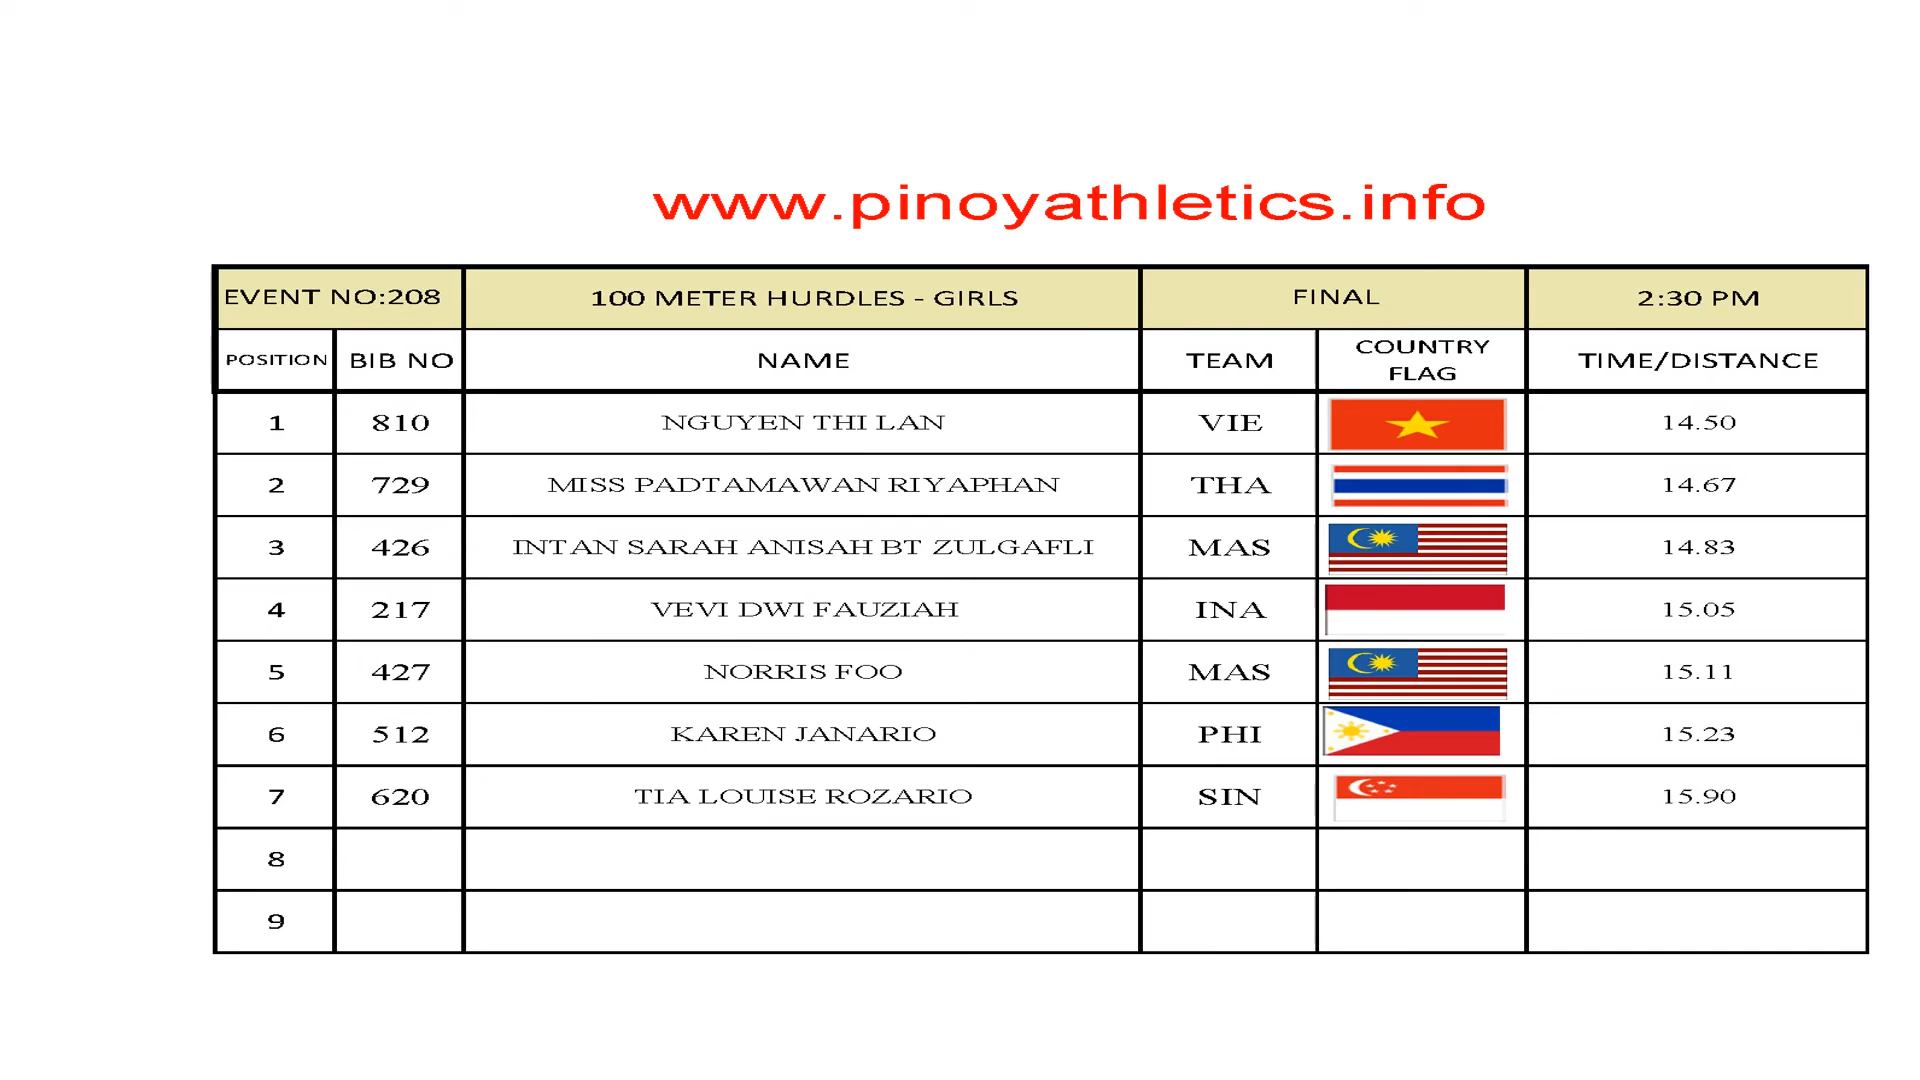 www.pinoyathletics.info
EVENT NO:208 100 METER HURDLES - GIRLS FINAL 2:30 PM
POSITION BIB NO NAME TEAM COUNTRY FLAG TIME/DISTANCE
1 810 NGUYEN THI LAN VIE 14.50
2 729 MISS PADTAMAWAN RIYAPHAN THA 14.67
3 426 INTAN SARAH ANISAH BT ZULGAFLI MAS 14.83
4 217 VEVI DWI FAUZIAH INA 15.05
5 427 NORRIS FOO MAS 15.11
6 512 KAREN JANARIO PHI 15.23
7 620 TIA LOUISE ROZARIO SIN 15.90
8
9